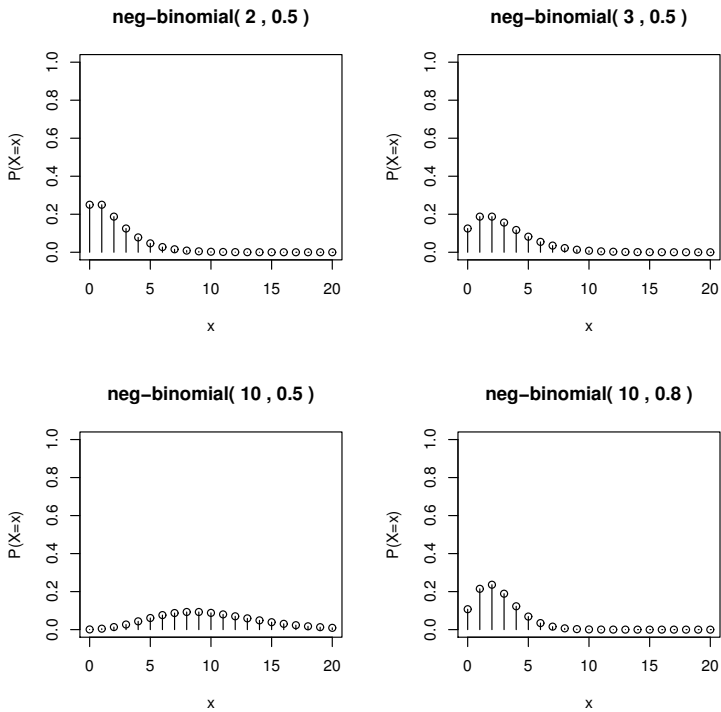 neg−binomial( 2 , 0.5 )
P(X=x)
0.0 0.2 0.4 0.6 0.8 1.0
0 5 10 15 20
x
neg−binomial( 3 , 0.5 )
P(X=x)
0.0 0.2 0.4 0.6 0.8 1.0
0 5 10 15 20
x
neg−binomial( 10 , 0.5 )
P(X=x)
0.0 0.2 0.4 0.6 0.8 1.0
0 5 10 15 20
x
neg−binomial( 10 , 0.8 )
P(X=x)
0.0 0.2 0.4 0.6 0.8 1.0
0 5 10 15 20
x